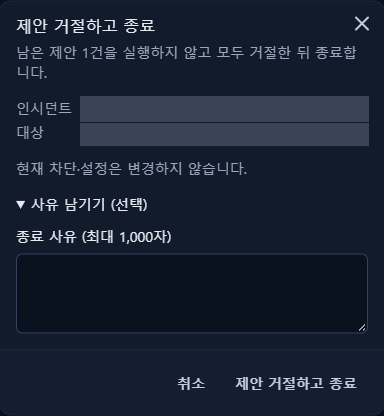 제안 거절하고 종료
남은 제안 1건을 실행하지 않고 모두 거절한 뒤 종료합
니다.
인시던트
대상
현재 차단·설정은 변경하지 않습니다.
▼ 사유 남기기 (선택)
종료 사유 (최대 1,000자)
취소 제안 거절하고 종료